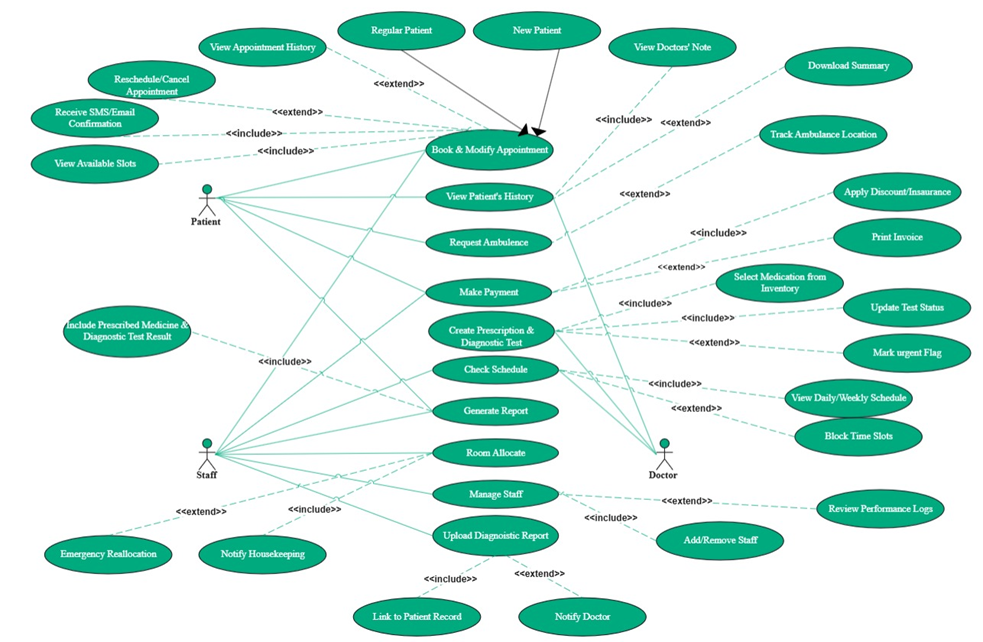 Regular Patient
New Patient
View Appointment History
View Doctors' Note
Download Summary
Reschedule/Cancel
Appointment
<<extend>>
<<extend>>
Receive SMS/Email
Confirmation
<<include>>
<<include>>
<<extend>>
Track Ambulance Location
View Available Slots
<<include>>
Book & Modify Appointment
Patient
View Patient's History
<<extend>>
Apply Discount/Insaurance
Request Ambulence
<<include>>
Print Invoice
<<extend>>
Make Payment
Select Medication from
Inventory
<<include>>
Update Test Status
Include Prescribed Medicine &
Diagnostic Test Result
Create Prescription &
Diagnostic Test
<<include>>
<<extend>>
Mark urgent Flag
<<include>>
Check Schedule
<<include>>
View Daily/Weekly Schedule
<<extend>>
Generate Report
Block Time Slots
Staff
Room Allocate
Doctor
Manage Staff
<<extend>>
Review Performance Logs
<<extend>>
<<include>>
<<include>>
Upload Diagnoistic Report
Add/Remove Staff
Emergency Reallocation
Notify Housekeeping
<<include>>
<<extend>>
Link to Patient Record
Notify Doctor